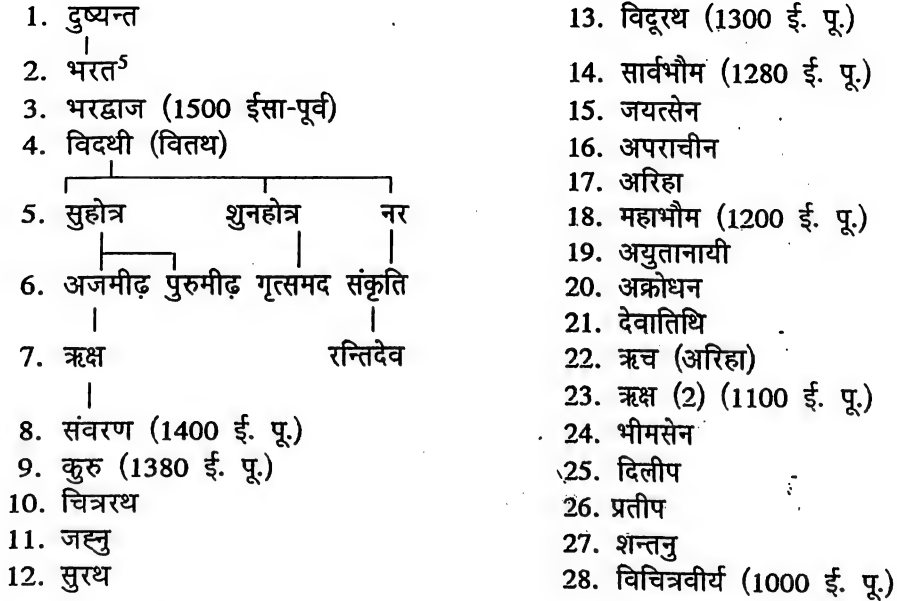 1. दुष्यन्त
2. भरत⁵
3. भरद्वाज (1500 ईसा-पूर्व)
4. विदथी (वितथ)
5. सुहोत्र शुनहोत्र नर
6. अजमीढ़ पुरुमीढ़ गृत्समद संकृति
7. ऋक्ष रन्तिदेव
8. संवरण (1400 ई. पू.)
9. कुरु (1380 ई. पू.)
10. चित्ररथ
11. जह्नु
12. सुरथ
13. विदूरथ (1300 ई. पू.)
14. सार्वभौम (1280 ई. पू.)
15. जयत्सेन
16. अपराचीन
17. अरिहा
18. महाभौम (1200 ई. पू.)
19. अयुतानायी
20. अक्रोधन
21. देवातिथि
22. ऋच (अरिहा)
23. ऋक्ष (2) (1100 ई. पू.)
24. भीमसेन
25. दिलीप
26. प्रतीप
27. शन्तनु
28. विचित्रवीर्य (1000 ई. पू.)